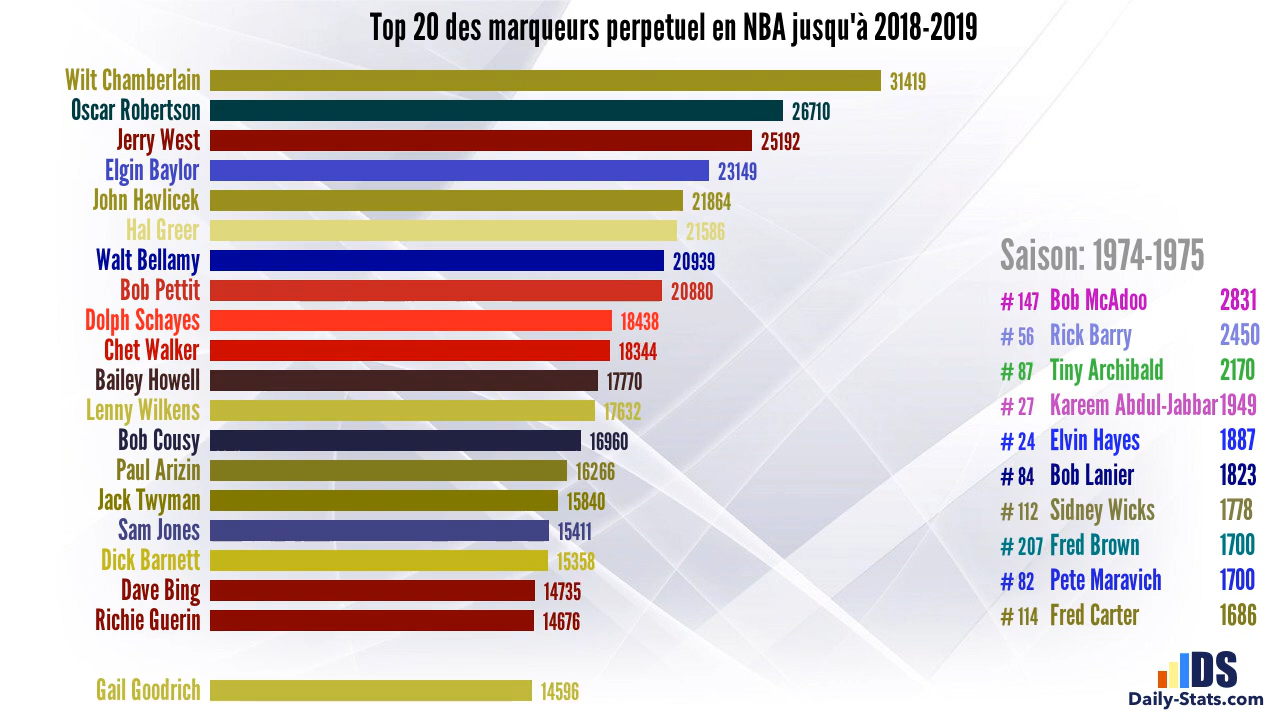 Top 20 des marqueurs perpetuel en NBA jusqu'à 2018-2019
Wilt Chamberlain 31419
Oscar Robertson 26710
Jerry West 25192
Elgin Baylor 23149
John Havlicek 21864
Hal Greer 21586
Walt Bellamy 20939
Bob Pettit 20880
Dolph Schayes 18438
Chet Walker 18344
Bailey Howell 17770
Lenny Wilkens 17632
Bob Cousy 16960
Paul Arizin 16266
Jack Twyman 15840
Sam Jones 15411
Dick Barnett 15358
Dave Bing 14735
Richie Guerin 14676
Gail Goodrich 14596
Saison: 1974-1975
# 147 Bob McAdoo 2831
# 56 Rick Barry 2450
# 87 Tiny Archibald 2170
# 27 Kareem Abdul-Jabbar 1949
# 24 Elvin Hayes 1887
# 84 Bob Lanier 1823
# 112 Sidney Wicks 1778
# 207 Fred Brown 1700
# 82 Pete Maravich 1700
# 114 Fred Carter 1686
DS
Daily-Stats.com